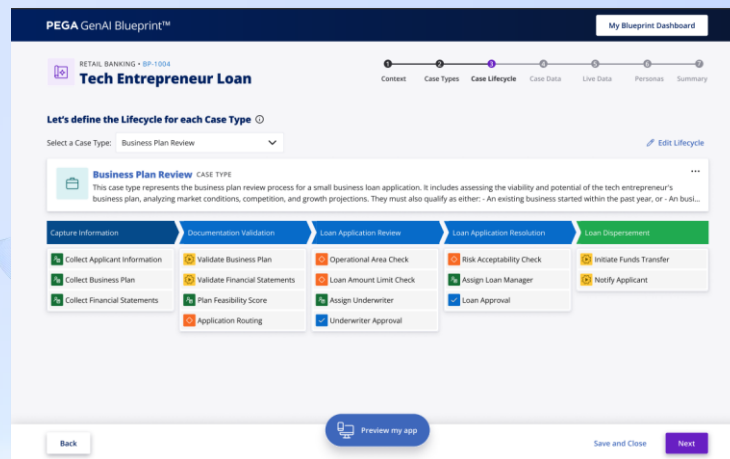 PEGA GenAI Blueprint™
My Blueprint Dashboard
RETAIL BANKING • BP-1004
Tech Entrepreneur Loan
1 2 3 4 5 6 7
Context Case Types Case Lifecycle Case Data Live Data Personas Summary
Let's define the Lifecycle for each Case Type
Select a Case Type: Business Plan Review
Edit Lifecycle
Business Plan Review CASE TYPE
This case type represents the business plan review process for a small business loan application. It includes assessing the viability and potential of the tech entrepreneur's
business plan, analyzing market conditions, competition, and growth projections. They must also qualify as either: - An existing business started within the past year, or - An busi...
Capture Information
Collect Applicant Information
Collect Business Plan
Collect Financial Statements
Documentation Validation
Validate Business Plan
Validate Financial Statements
Plan Feasibility Score
Application Routing
Loan Application Review
Operational Area Check
Loan Amount Limit Check
Assign Underwriter
Underwriter Approval
Loan Application Resolution
Risk Acceptability Check
Assign Loan Manager
Loan Approval
Loan Dispersement
Initiate Funds Transfer
Notify Applicant
Back
Preview my app
Save and Close
Next